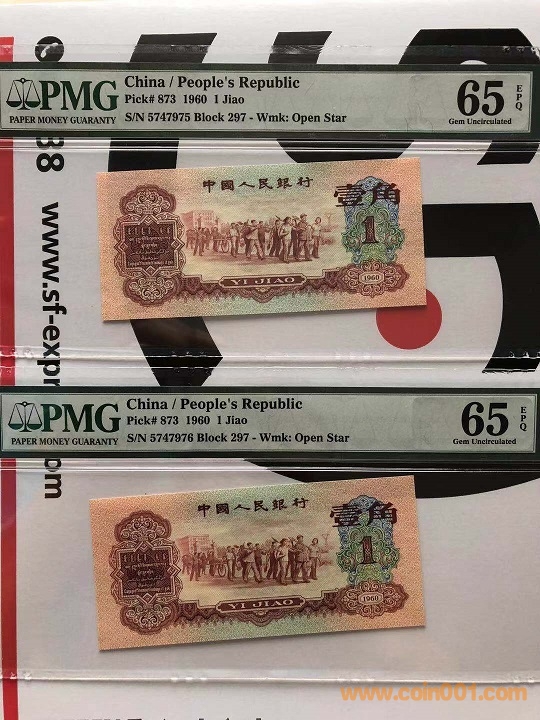 PMG
PAPER MONEY GUARANTY
China / People's Republic
Pick# 873 1960 1 Jiao
S/N 5747975 Block 297 - Wmk: Open Star
65 EPQ
Gem Uncirculated
38 www.sf-expr
中國人民銀行
壹角
1
YI JIAO
1960
PMG
PAPER MONEY GUARANTY
China / People's Republic
Pick# 873 1960 1 Jiao
S/N 5747976 Block 297 - Wmk: Open Star
65 EPQ
Gem Uncirculated
om
中國人民銀行
壹角
1
YI JIAO
1960
www.coin001.com